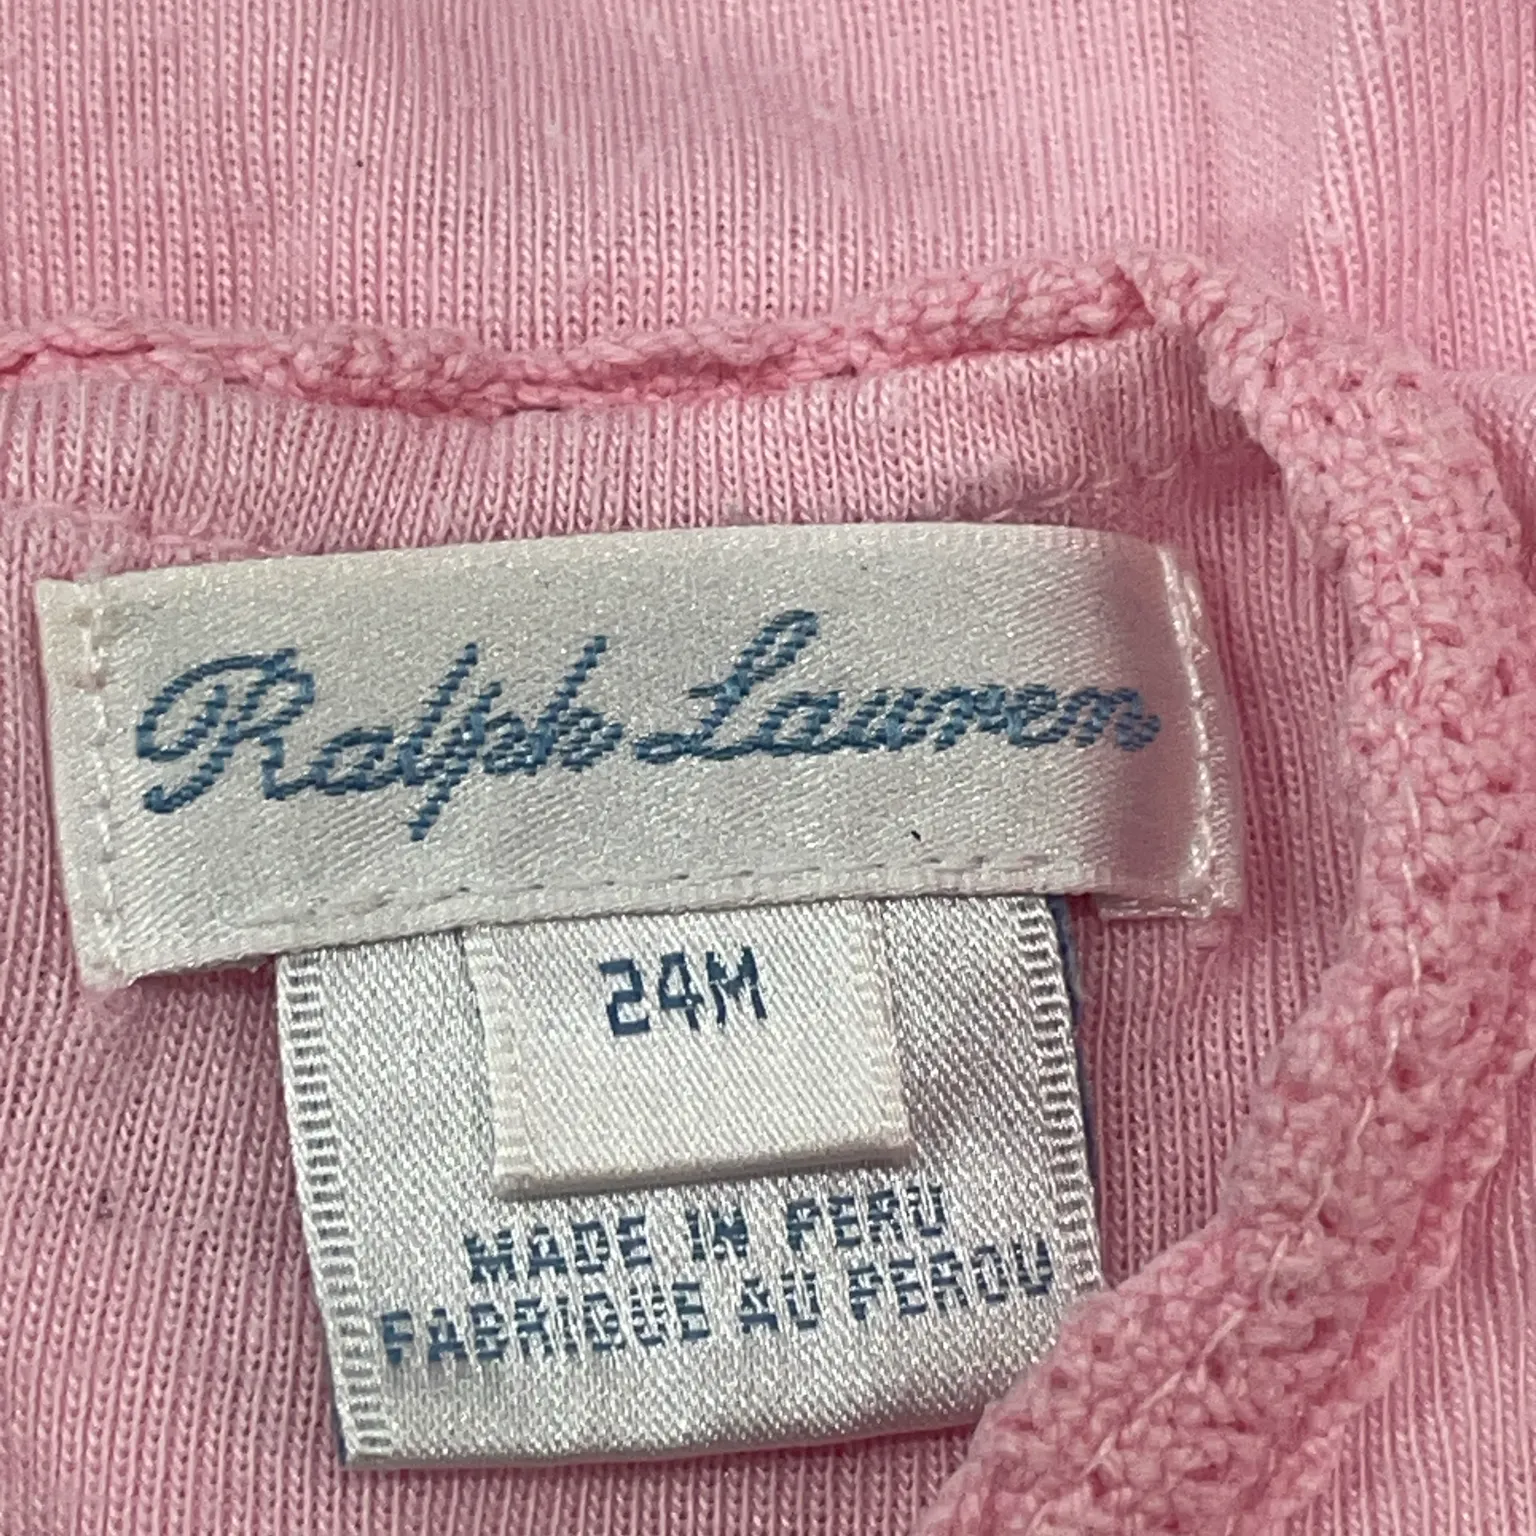 Ralph Lauren
24M
MADE IN PERU
FABRIQUE AU PEROU